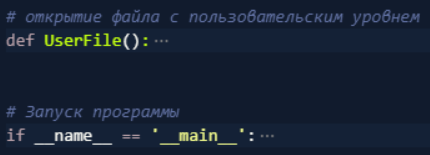 # открытие файла с пользовательским уровнем
def UserFile():···
# Запуск программы
if __name__ == '__main__':···